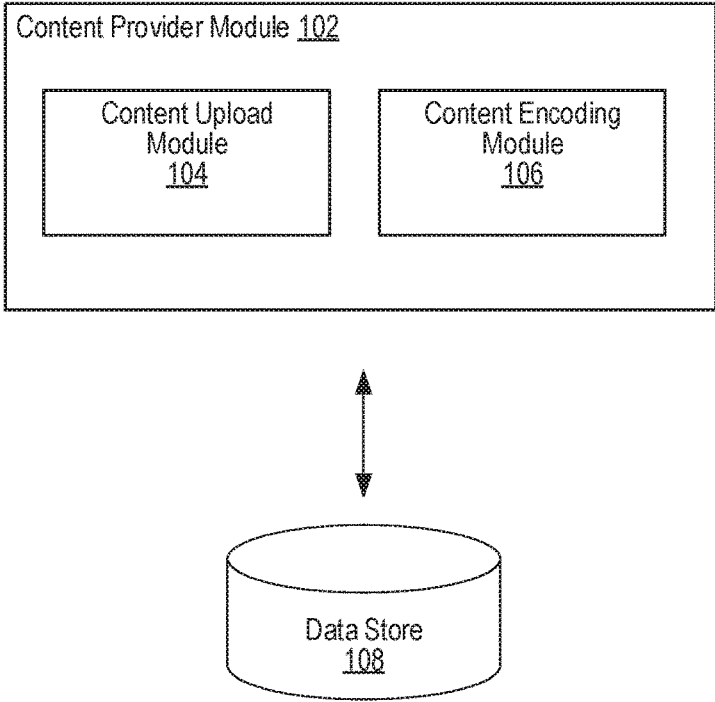 Content Provider Module 102
Content Upload
Module
104
Content Encoding
Module
106
Data Store
108